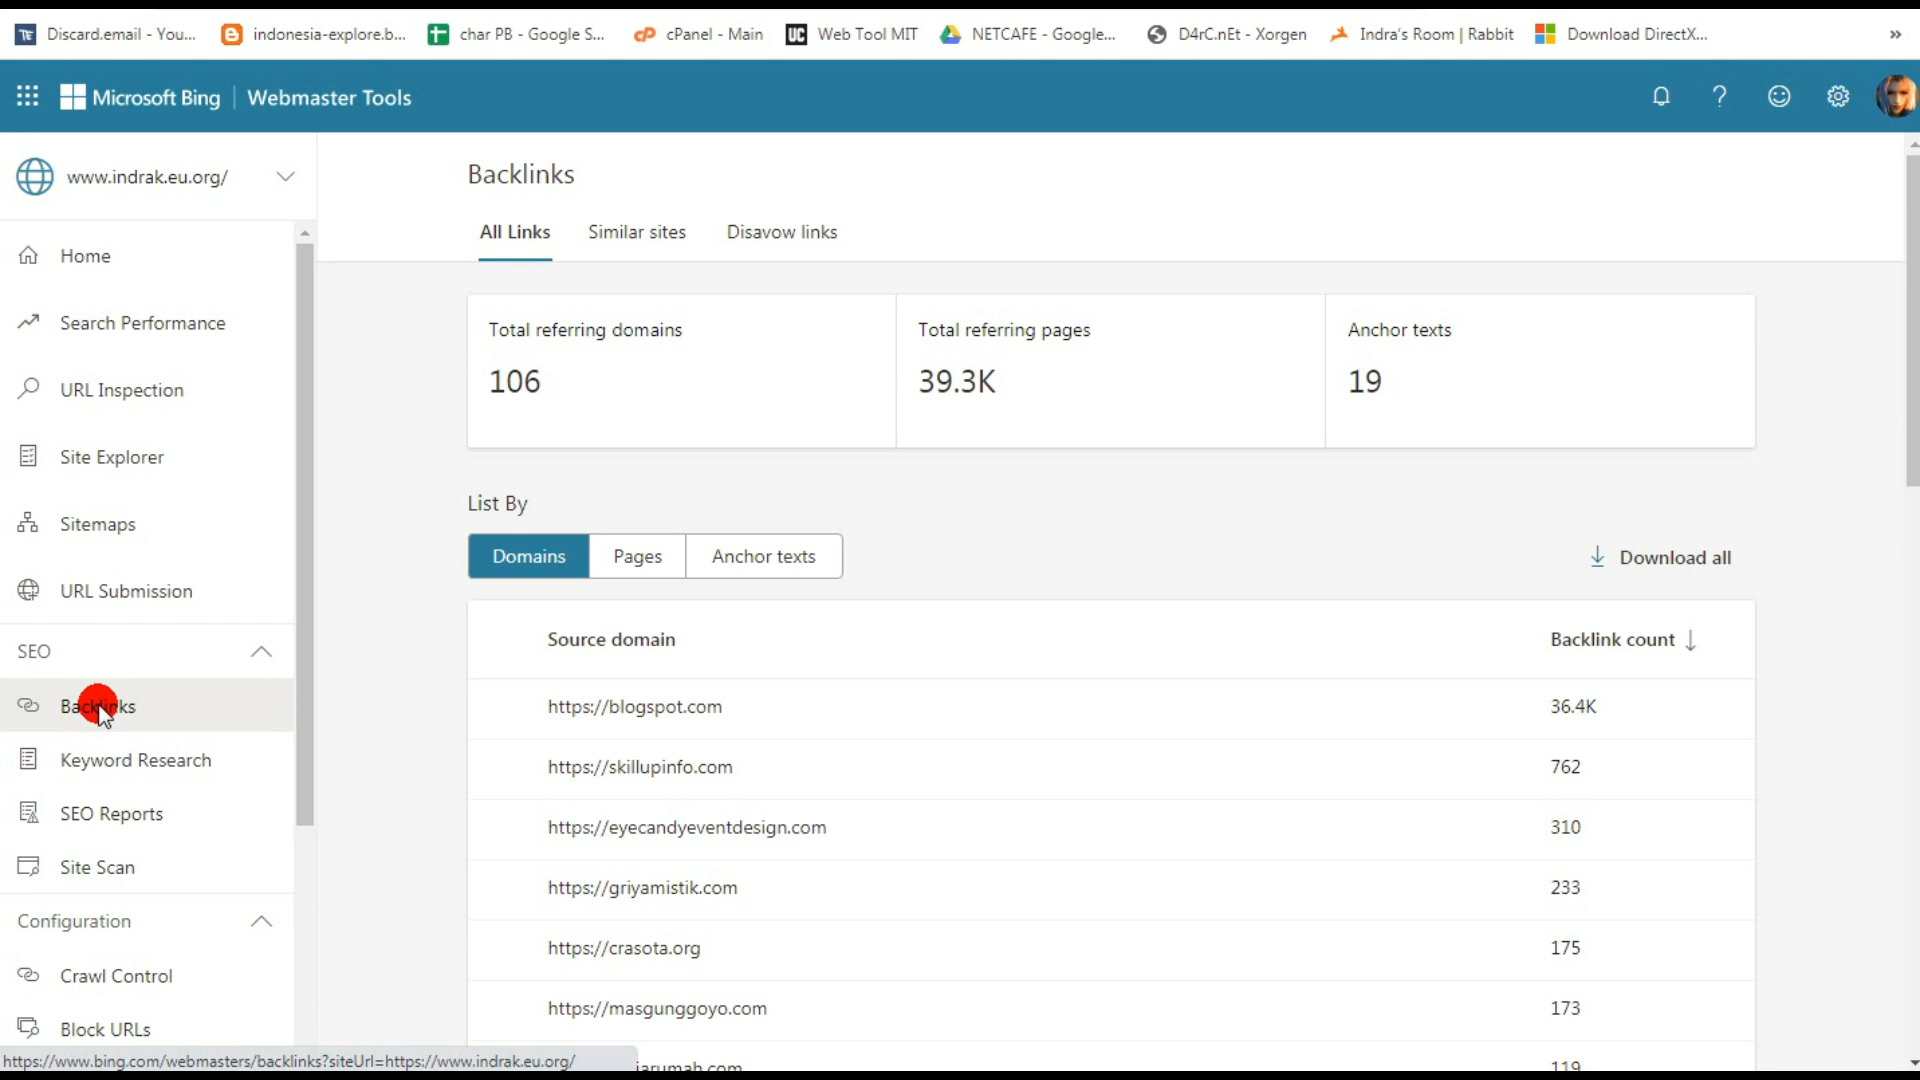 Discard.email - You... indonesia-explore.b... char PB - Google S... cPanel - Main Web Tool MIT NETCAFE - Google... D4rC.nEt - Xorgen Indra's Room | Rabbit Download DirectX... »
Microsoft Bing | Webmaster Tools
www.indrak.eu.org/
Home
Search Performance
URL Inspection
Site Explorer
Sitemaps
URL Submission
SEO
Backlinks
Keyword Research
SEO Reports
Site Scan
Configuration
Crawl Control
Block URLs
https://www.bing.com/webmasters/backlinks?siteUrl=https://www.indrak.eu.org/
Backlinks
All Links Similar sites Disavow links
Total referring domains Total referring pages Anchor texts
106 39.3K 19
List By
Domains Pages Anchor texts Download all
Source domain Backlink count
https://blogspot.com 36.4K
https://skillupinfo.com 762
https://eyecandyeventdesign.com 310
https://griyamistik.com 233
https://crasota.org 175
https://masgunggoyo.com 173
119